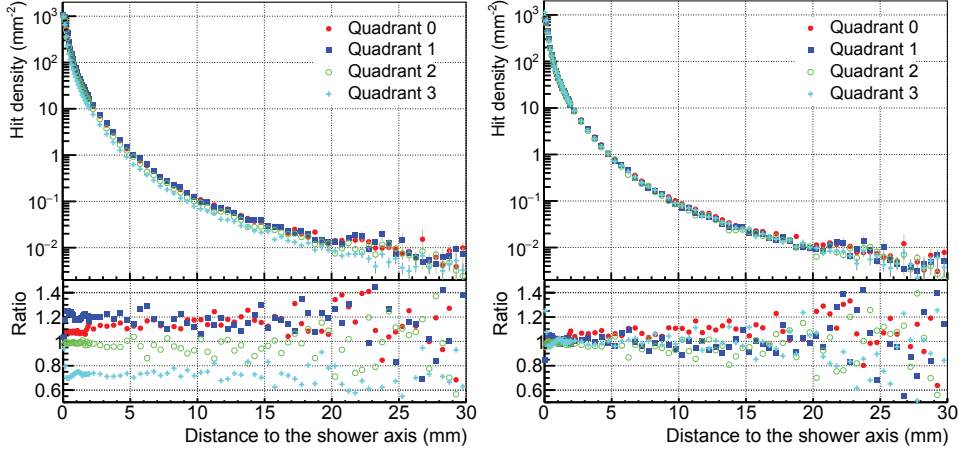 Hit density (mm⁻²)
10³
10²
10
1
10⁻¹
10⁻²
Quadrant 0
Quadrant 1
Quadrant 2
Quadrant 3
Ratio
1.4
1.2
1
0.8
0.6
0 5 10 15 20 25 30
Distance to the shower axis (mm)
Hit density (mm⁻²)
10³
10²
10
1
10⁻¹
10⁻²
Quadrant 0
Quadrant 1
Quadrant 2
Quadrant 3
Ratio
1.4
1.2
1
0.8
0.6
0 5 10 15 20 25 30
Distance to the shower axis (mm)